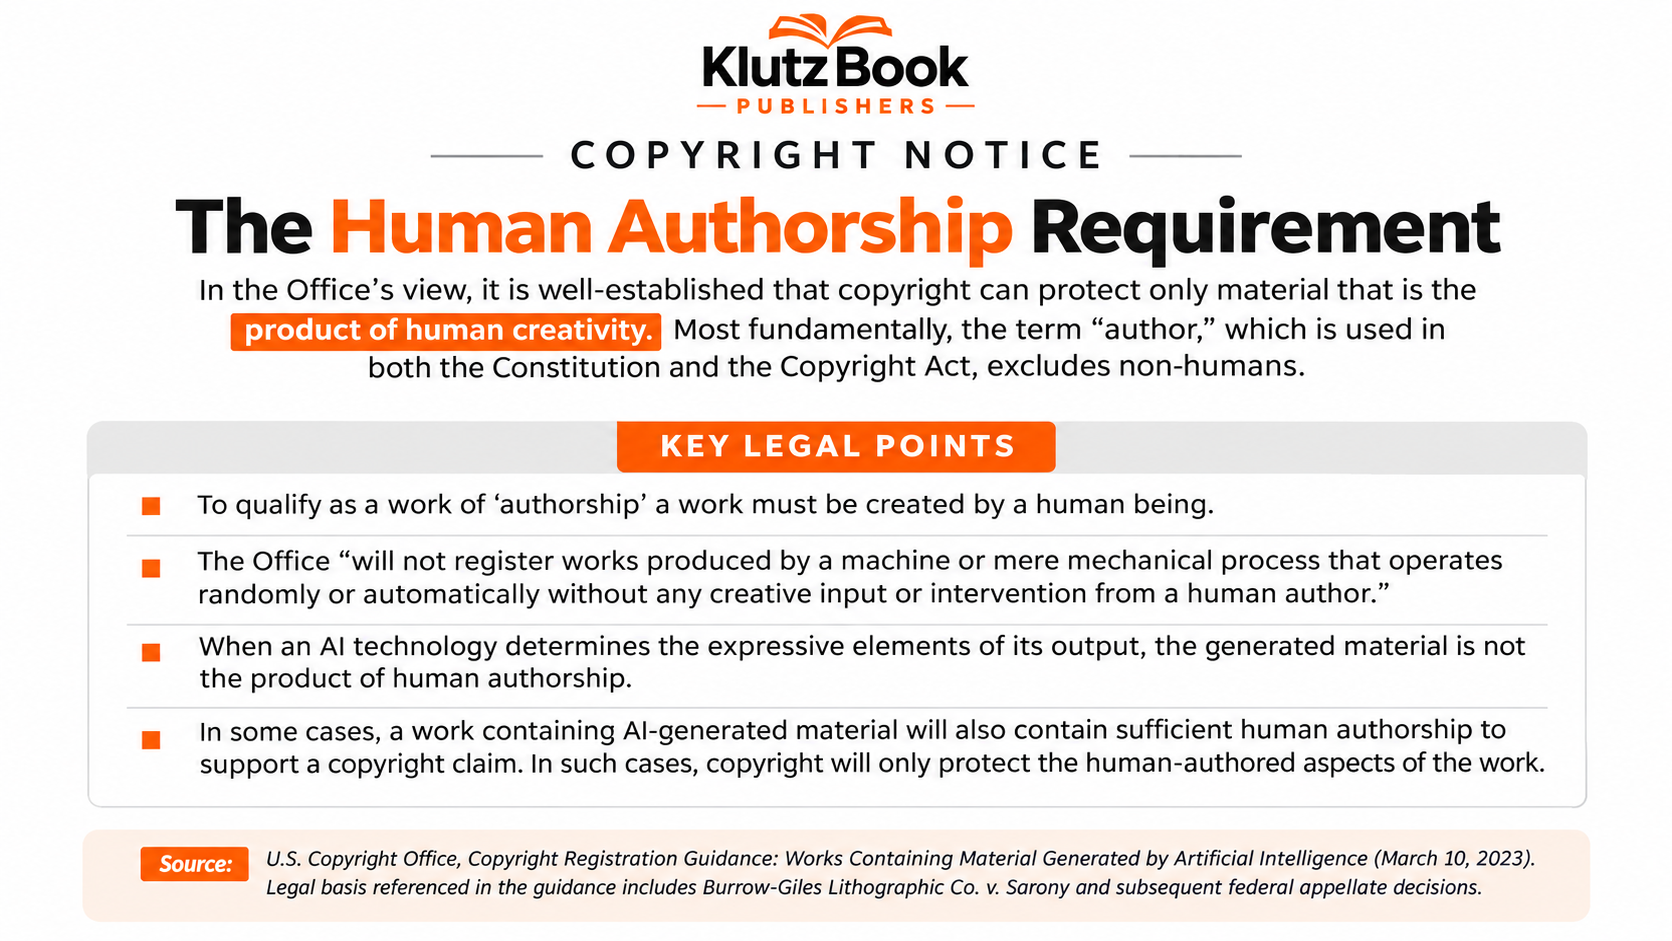 Klutz Book
PUBLISHERS
COPYRIGHT NOTICE
The Human Authorship Requirement
In the Office’s view, it is well-established that copyright can protect only material that is the
product of human creativity. Most fundamentally, the term “author,” which is used in
both the Constitution and the Copyright Act, excludes non-humans.
KEY LEGAL POINTS
To qualify as a work of ‘authorship’ a work must be created by a human being.
The Office “will not register works produced by a machine or mere mechanical process that operates
randomly or automatically without any creative input or intervention from a human author.”
When an AI technology determines the expressive elements of its output, the generated material is not
the product of human authorship.
In some cases, a work containing AI-generated material will also contain sufficient human authorship to
support a copyright claim. In such cases, copyright will only protect the human-authored aspects of the work.
Source: U.S. Copyright Office, Copyright Registration Guidance: Works Containing Material Generated by Artificial Intelligence (March 10, 2023).
Legal basis referenced in the guidance includes Burrow-Giles Lithographic Co. v. Sarony and subsequent federal appellate decisions.